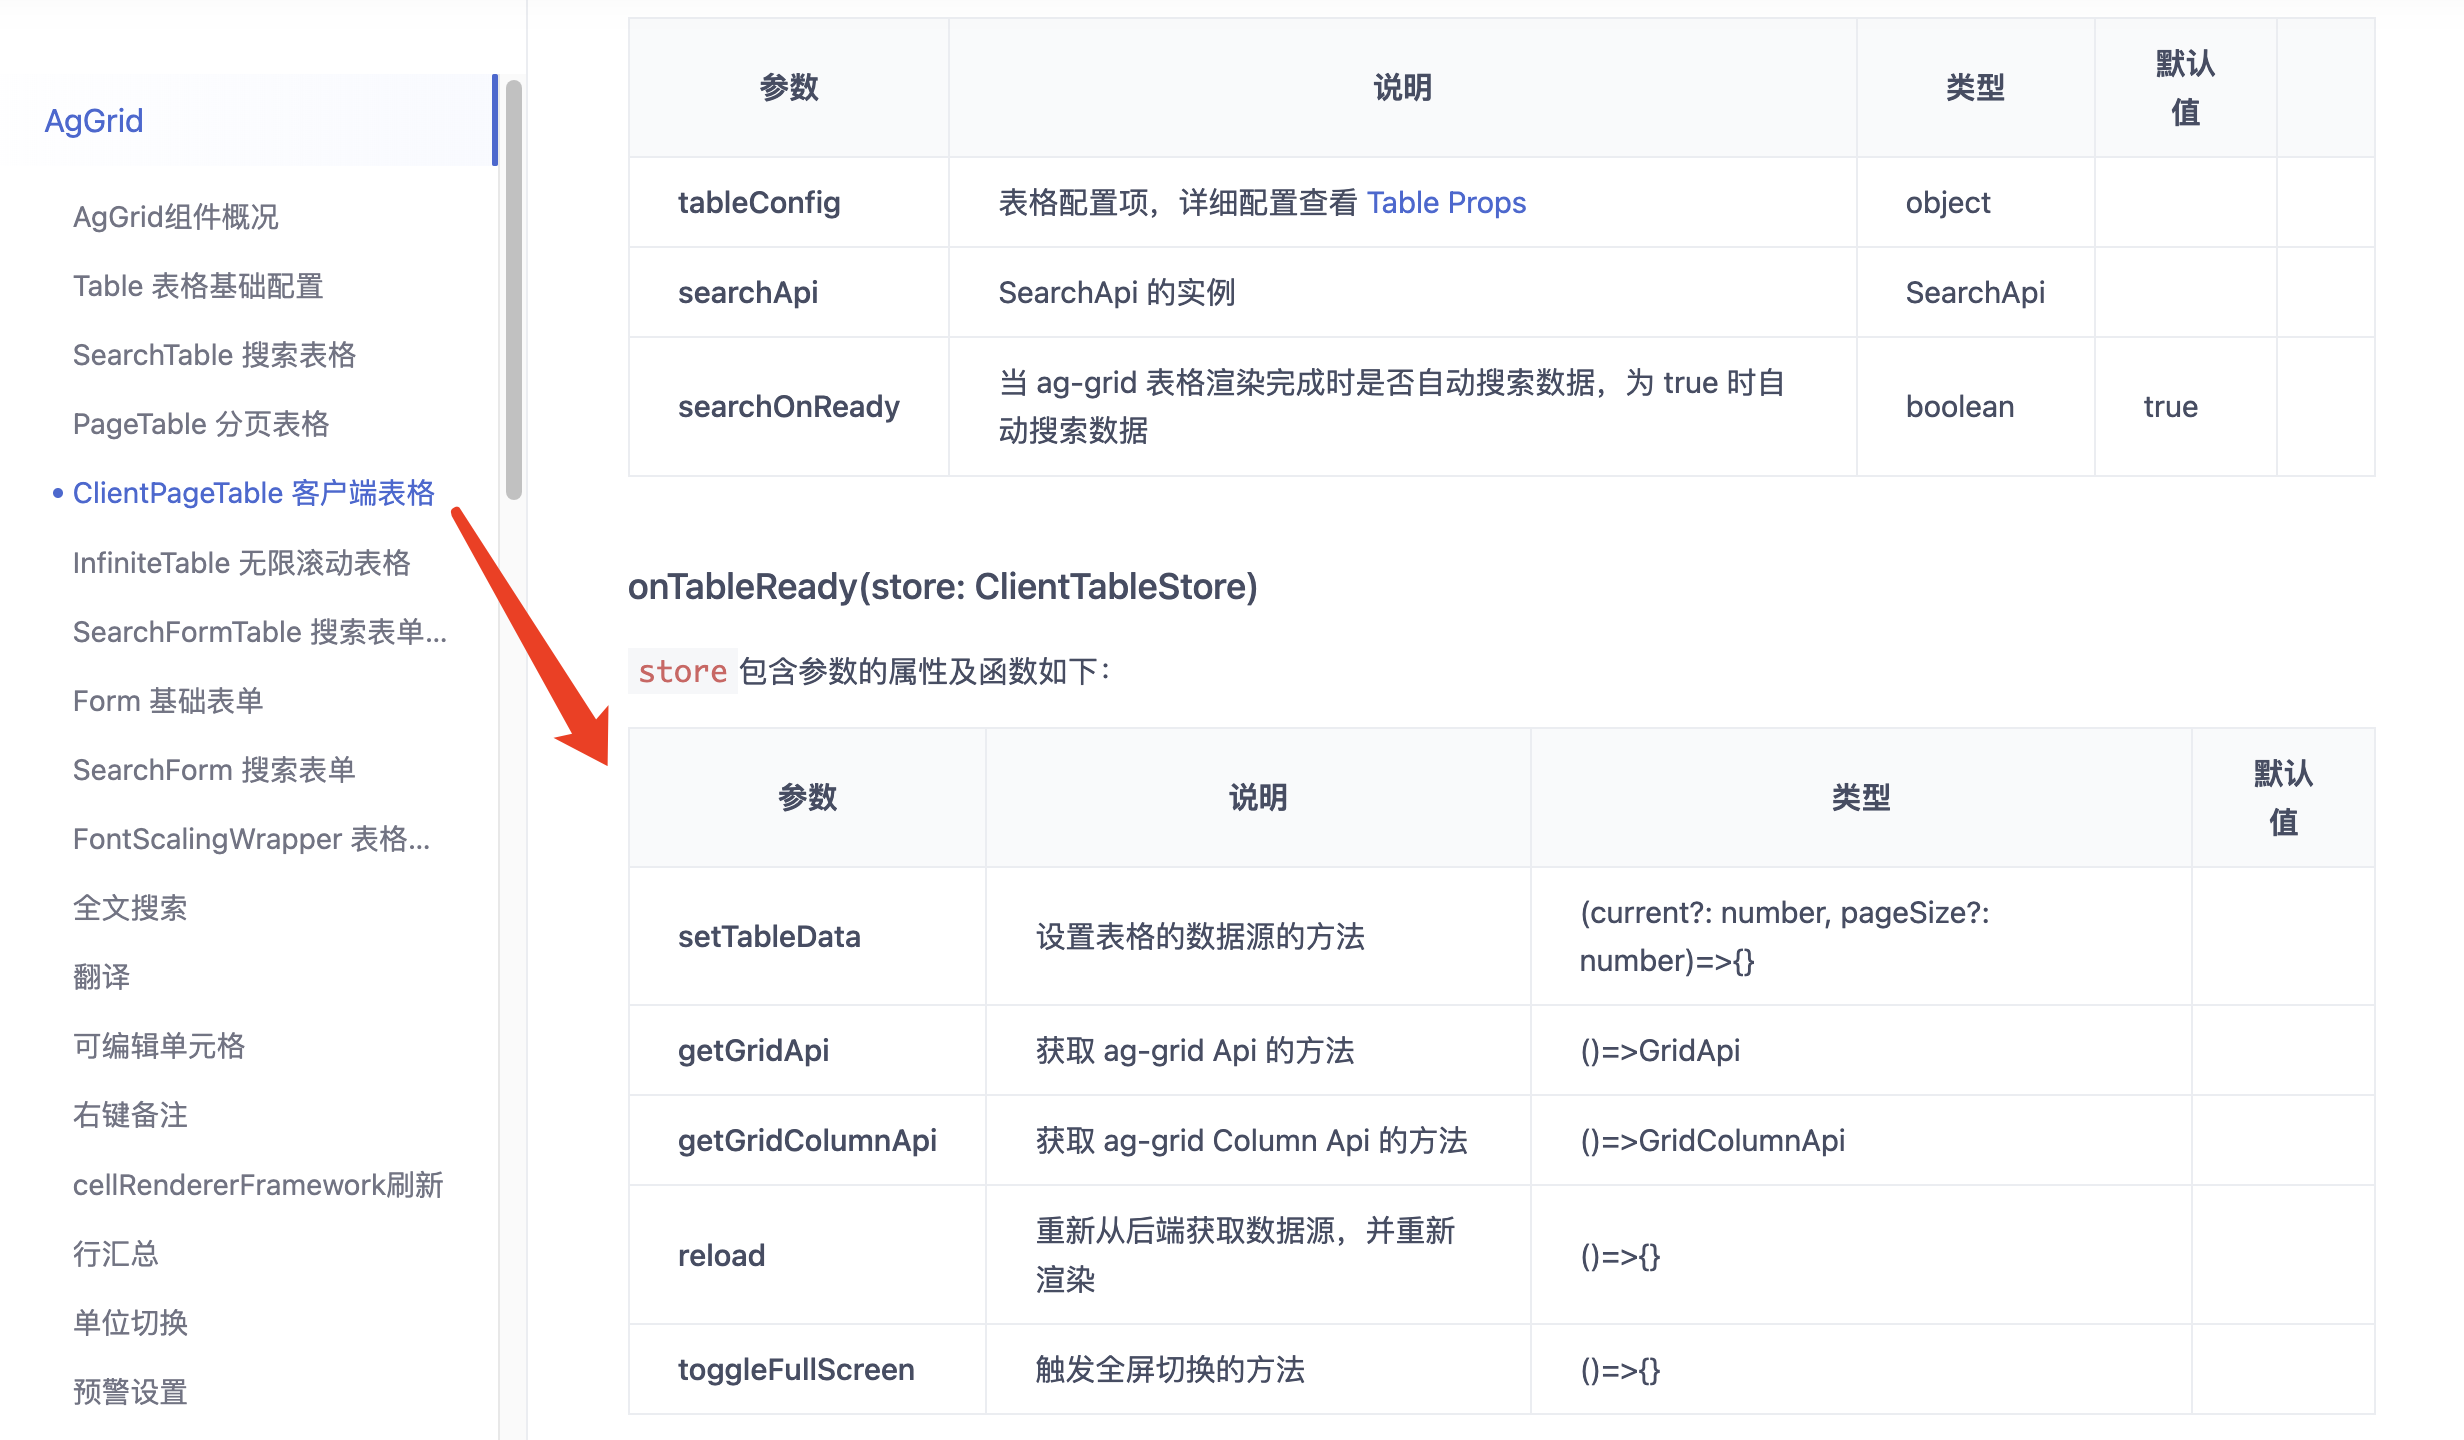 AgGrid
AgGrid组件概况
Table 表格基础配置
SearchTable 搜索表格
PageTable 分页表格
ClientPageTable 客户端表格
InfiniteTable 无限滚动表格
SearchFormTable 搜索表单...
Form 基础表单
SearchForm 搜索表单
FontScalingWrapper 表格...
全文搜索
翻译
可编辑单元格
右键备注
cellRendererFramework刷新
行汇总
单位切换
预警设置
参数 说明 类型 默认
值
tableConfig 表格配置项，详细配置查看 Table Props object
searchApi SearchApi 的实例 SearchApi
searchOnReady 当 ag-grid 表格渲染完成时是否自动搜索数据，为 true 时自 boolean true
动搜索数据
onTableReady(store: ClientTableStore)
store 包含参数的属性及函数如下：
参数 说明 类型 默认
值
setTableData 设置表格的数据源的方法 (current?: number, pageSize?:
number)=>{}
getGridApi 获取 ag-grid Api 的方法 ()=>GridApi
getGridColumnApi 获取 ag-grid Column Api 的方法 ()=>GridColumnApi
reload 重新从后端获取数据源，并重新 ()=>{}
渲染
toggleFullScreen 触发全屏切换的方法 ()=>{}